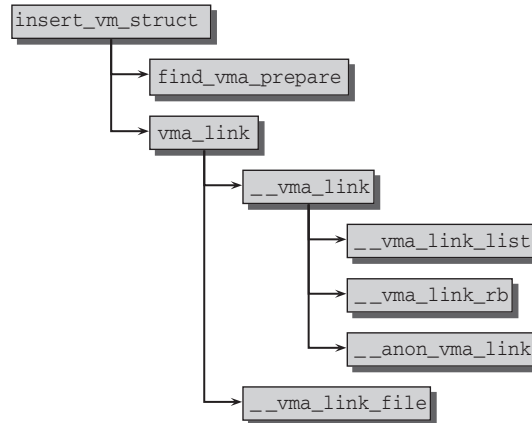 insert_vm_struct
find_vma_prepare
vma_link
__vma_link
__vma_link_list
__vma_link_rb
__anon_vma_link
__vma_link_file